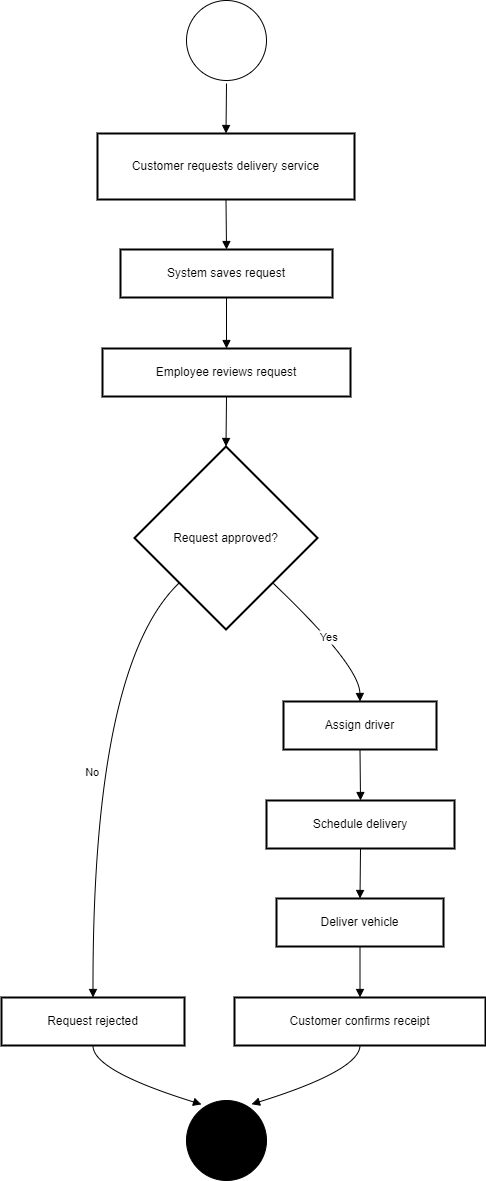 Customer requests delivery service
System saves request
Employee reviews request
Request approved?
Yes
Assign driver
No
Schedule delivery
Deliver vehicle
Request rejected
Customer confirms receipt